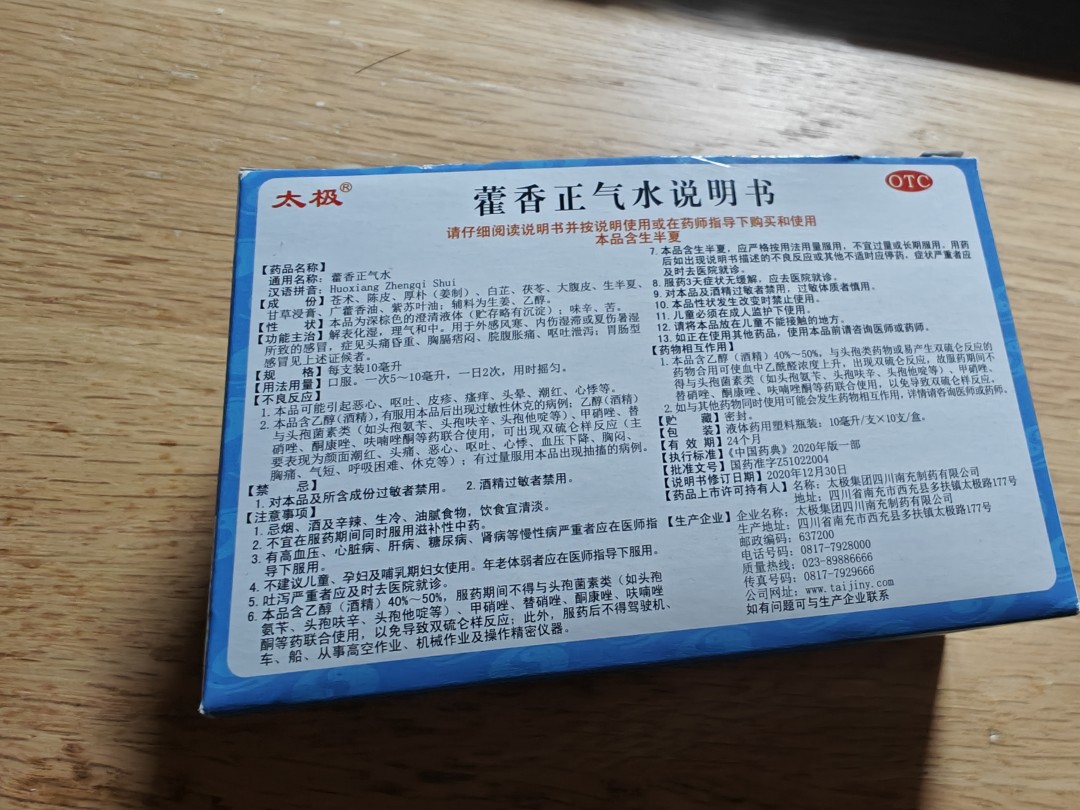 太极®
藿香正气水说明书
OTC
请仔细阅读说明书并按说明使用或在药师指导下购买和使用
本品含生半夏
【药品名称】
通用名称：藿香正气水
汉语拼音：Huoxiang Zhengqi Shui
【成　　份】苍术、陈皮、厚朴（姜制）、白芷、茯苓、大腹皮、生半夏、
甘草浸膏、广藿香油、紫苏叶油；辅料为生姜、乙醇。
【性　　状】本品为深棕色的澄清液体（贮存略有沉淀）；味辛、苦。
【功能主治】解表化湿，理气和中。用于外感风寒、内伤湿滞或夏伤暑湿
所致的感冒，症见头痛昏重、胸膈痞闷、脘腹胀痛、呕吐泄泻；胃肠型
感冒见上述证候者。
【规　　格】每支装10毫升
【用法用量】口服。一次5～10毫升，一日2次，用时摇匀。
【不良反应】
1. 本品可能引起恶心、呕吐、皮疹、瘙痒、头晕、潮红、心悸等。
2. 本品含乙醇（酒精），有服用本品后出现过敏性休克的病例；乙醇（酒精）
与头孢菌素类（如头孢氨苄、头孢呋辛、头孢他啶等）、甲硝唑、替
硝唑、酮康唑、呋喃唑酮等药联合使用，可出现双硫仑样反应（主
要表现为颜面潮红、头痛、恶心、呕吐、心悸、血压下降、胸闷、
胸痛、气短、呼吸困难、休克等）；有过量服用本品出现抽搐的病例。
【禁　　忌】
1. 对本品及所含成份过敏者禁用。 2. 酒精过敏者禁用。
【注意事项】
1. 忌烟、酒及辛辣、生冷、油腻食物，饮食宜清淡。
2. 不宜在服药期间同时服用滋补性中药。
3. 有高血压、心脏病、肝病、糖尿病、肾病等慢性病严重者应在医师指
导下服用。
4. 不建议儿童、孕妇及哺乳期妇女使用。年老体弱者应在医师指导下服用。
5. 吐泻严重者应及时去医院就诊。
6. 本品含乙醇（酒精）40%～50%，服药期间不得与头孢菌素类（如头孢
氨苄、头孢呋辛、头孢他啶等）、甲硝唑、替硝唑、酮康唑、呋喃唑
酮等药联合使用，以免导致双硫仑样反应；此外，服药后不得驾驶机、
车、船、从事高空作业、机械作业及操作精密仪器。
7. 本品含生半夏，应严格按用法用量服用，不宜过量或长期服用，用药
后如出现说明书描述的不良反应或其他不适时应停药，症状严重者应
及时去医院就诊。
8. 服药3天症状无缓解，应去医院就诊。
9. 对本品及酒精过敏者禁用，过敏体质者慎用。
10. 本品性状发生改变时禁止使用。
11. 儿童必须在成人监护下使用。
12. 请将本品放在儿童不能接触的地方。
13. 如正在使用其他药品，使用本品前请咨询医师或药师。
【药物相互作用】
1. 本品含乙醇（酒精）40%～50%，与头孢类药物或易产生双硫仑反应的
药物合用可使血中乙酰醛浓度上升，出现双硫仑反应，故服药期间不
得与头孢菌素类（如头孢氨苄、头孢呋辛、头孢他啶等）、甲硝唑、
替硝唑、酮康唑、呋喃唑酮等药联合使用，以免导致双硫仑样反应。
2. 如与其他药物同时使用可能会发生药物相互作用，详情请咨询医师或药师。
【贮　　藏】密封。
【包　　装】液体药用塑料瓶装；10毫升/支×10支/盒。
【有 效 期】24个月
【执行标准】《中国药典》2020年版一部
【批准文号】国药准字Z51022004
【说明书修订日期】2020年12月30日
【药品上市许可持有人】名称：太极集团四川南充制药有限公司
地址：四川省南充市西充县多扶镇太极路177号
【生产企业】企业名称：太极集团四川南充制药有限公司
生产地址：四川省南充市西充县多扶镇太极路177号
邮政编码：637200
电话号码：0817-7928000
质量热线：023-89886666
传真号码：0817-7929666
公司网址：www.taijiny.com
如有问题可与生产企业联系